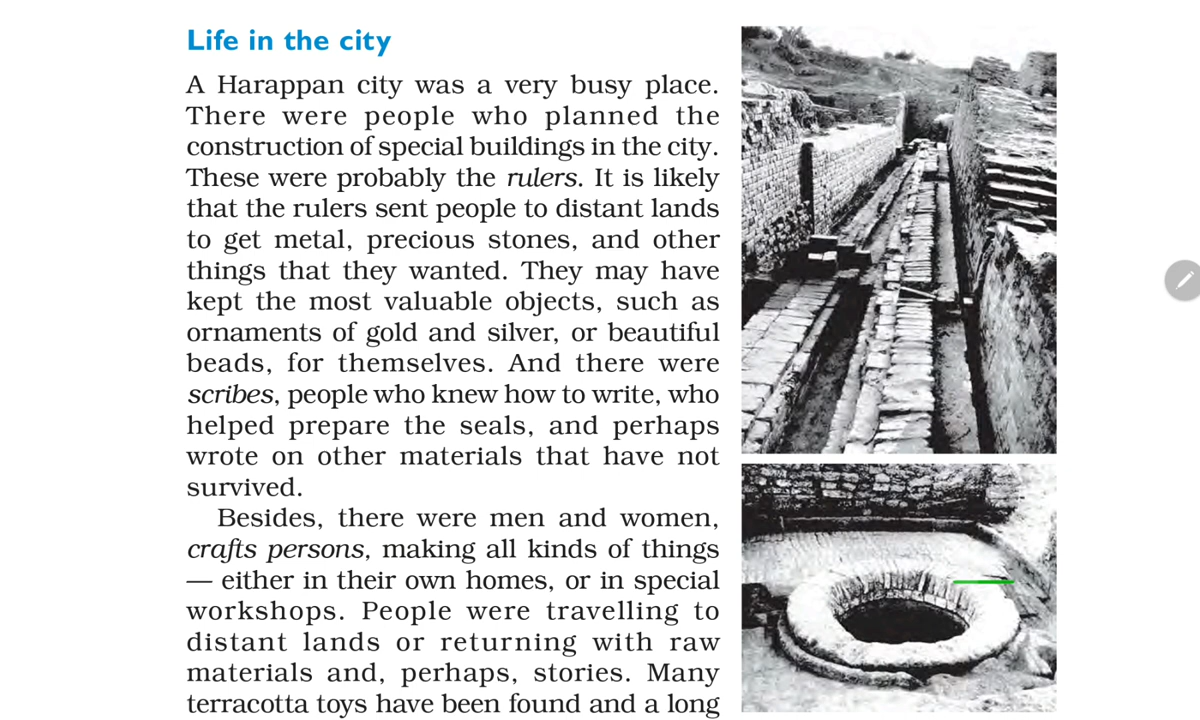 Life in the city
A Harappan city was a very busy place.
There were people who planned the
construction of special buildings in the city.
These were probably the rulers. It is likely
that the rulers sent people to distant lands
to get metal, precious stones, and other
things that they wanted. They may have
kept the most valuable objects, such as
ornaments of gold and silver, or beautiful
beads, for themselves. And there were
scribes, people who knew how to write, who
helped prepare the seals, and perhaps
wrote on other materials that have not
survived.
Besides, there were men and women,
crafts persons, making all kinds of things
— either in their own homes, or in special
workshops. People were travelling to
distant lands or returning with raw
materials and, perhaps, stories. Many
terracotta toys have been found and a long